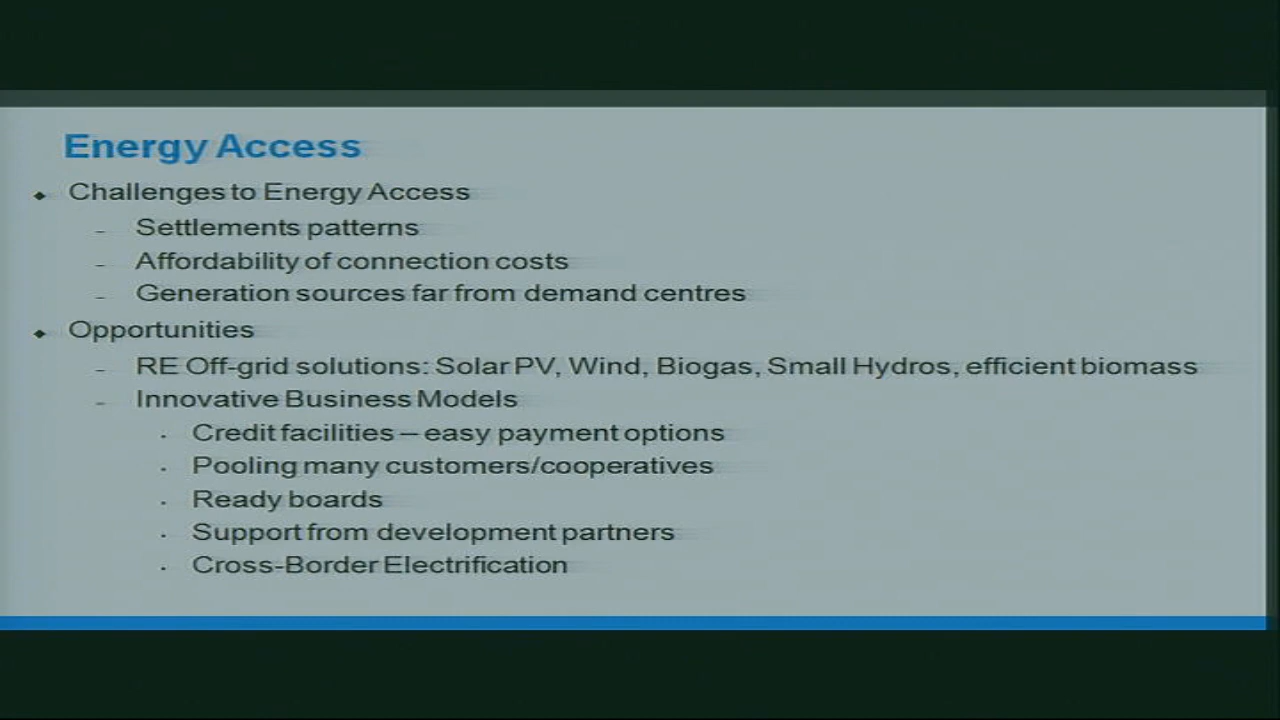 Energy Access
◆ Challenges to Energy Access
– Settlements patterns
– Affordability of connection costs
– Generation sources far from demand centres
◆ Opportunities
– RE Off-grid solutions: Solar PV, Wind, Biogas, Small Hydros, efficient biomass
– Innovative Business Models
· Credit facilities – easy payment options
· Pooling many customers/cooperatives
· Ready boards
· Support from development partners
· Cross-Border Electrification